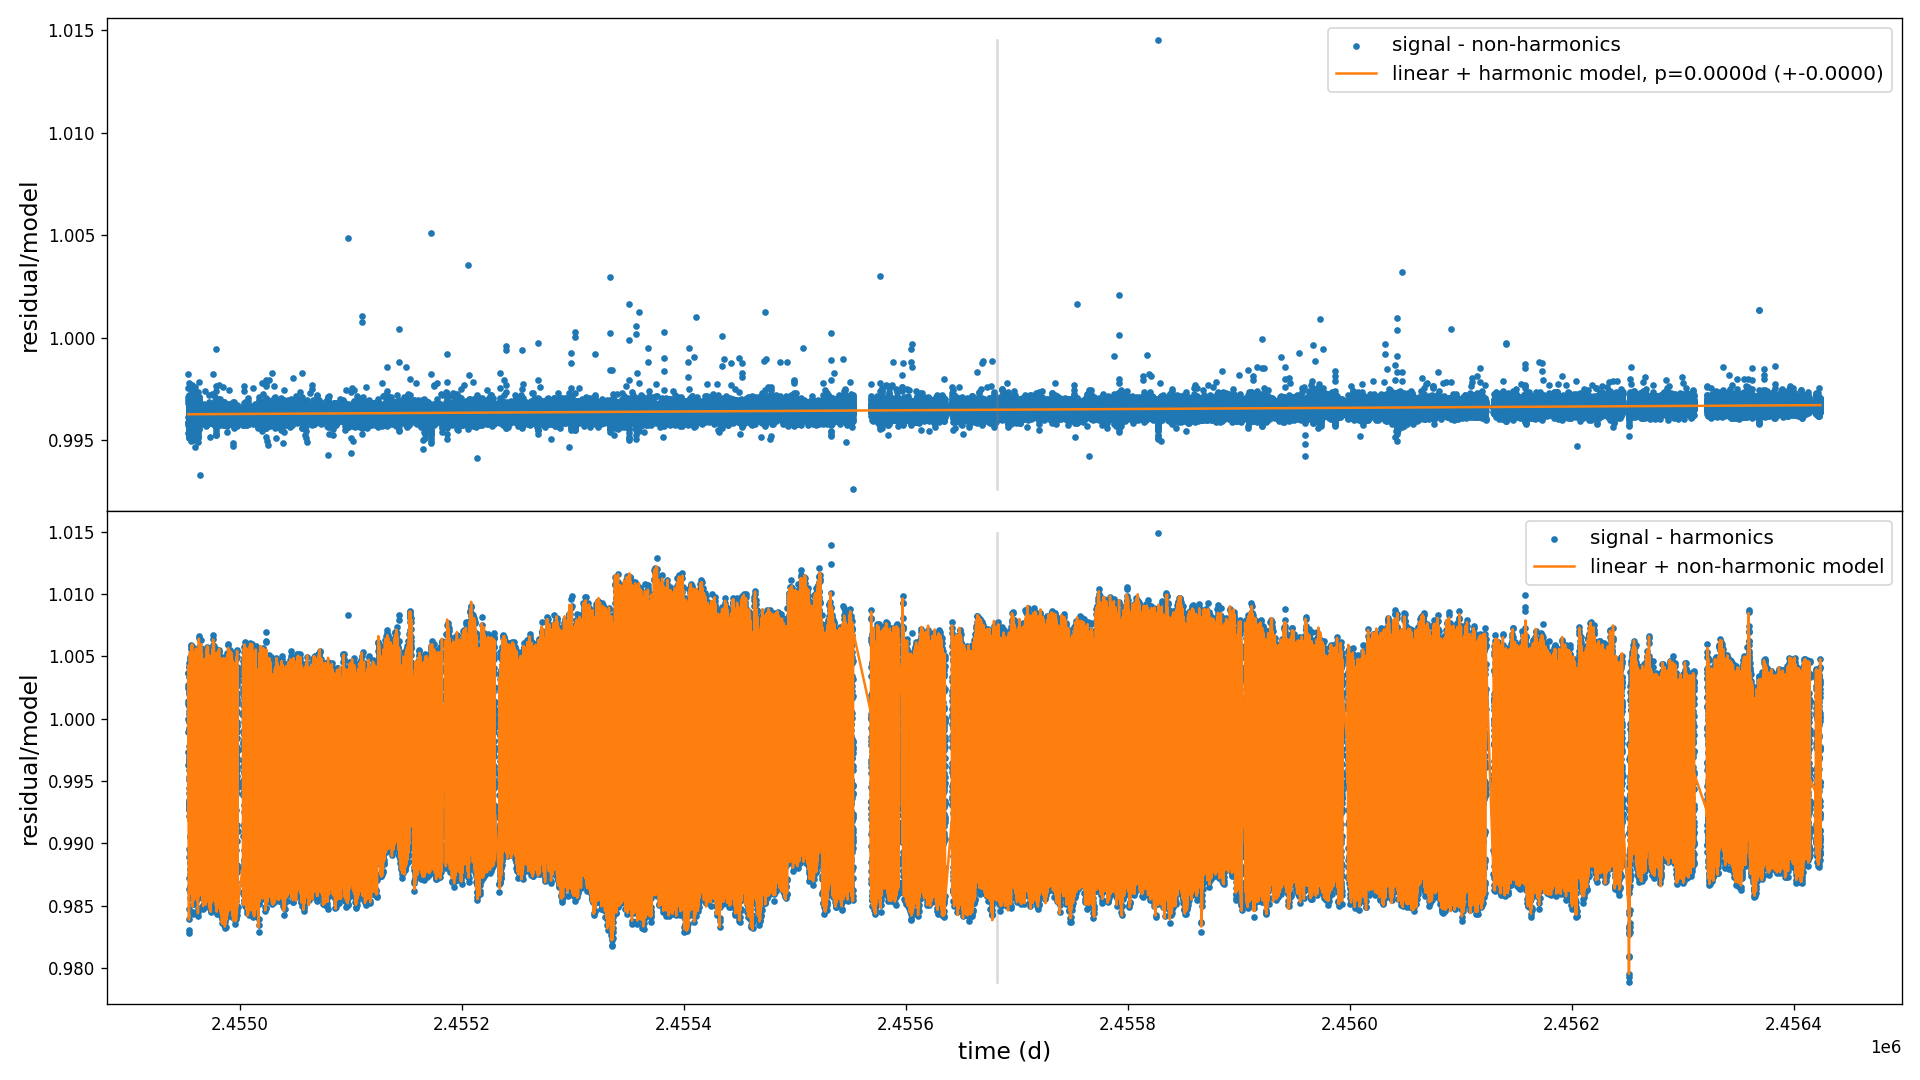 1.015
1.010
1.005
1.000
0.995
residual/model
signal - non-harmonics
linear + harmonic model, p=0.0000d (+-0.0000)
1.015
1.010
1.005
1.000
0.995
0.990
0.985
0.980
residual/model
signal - harmonics
linear + non-harmonic model
2.4550 2.4552 2.4554 2.4556 2.4558 2.4560 2.4562 2.4564
time (d)
1e6